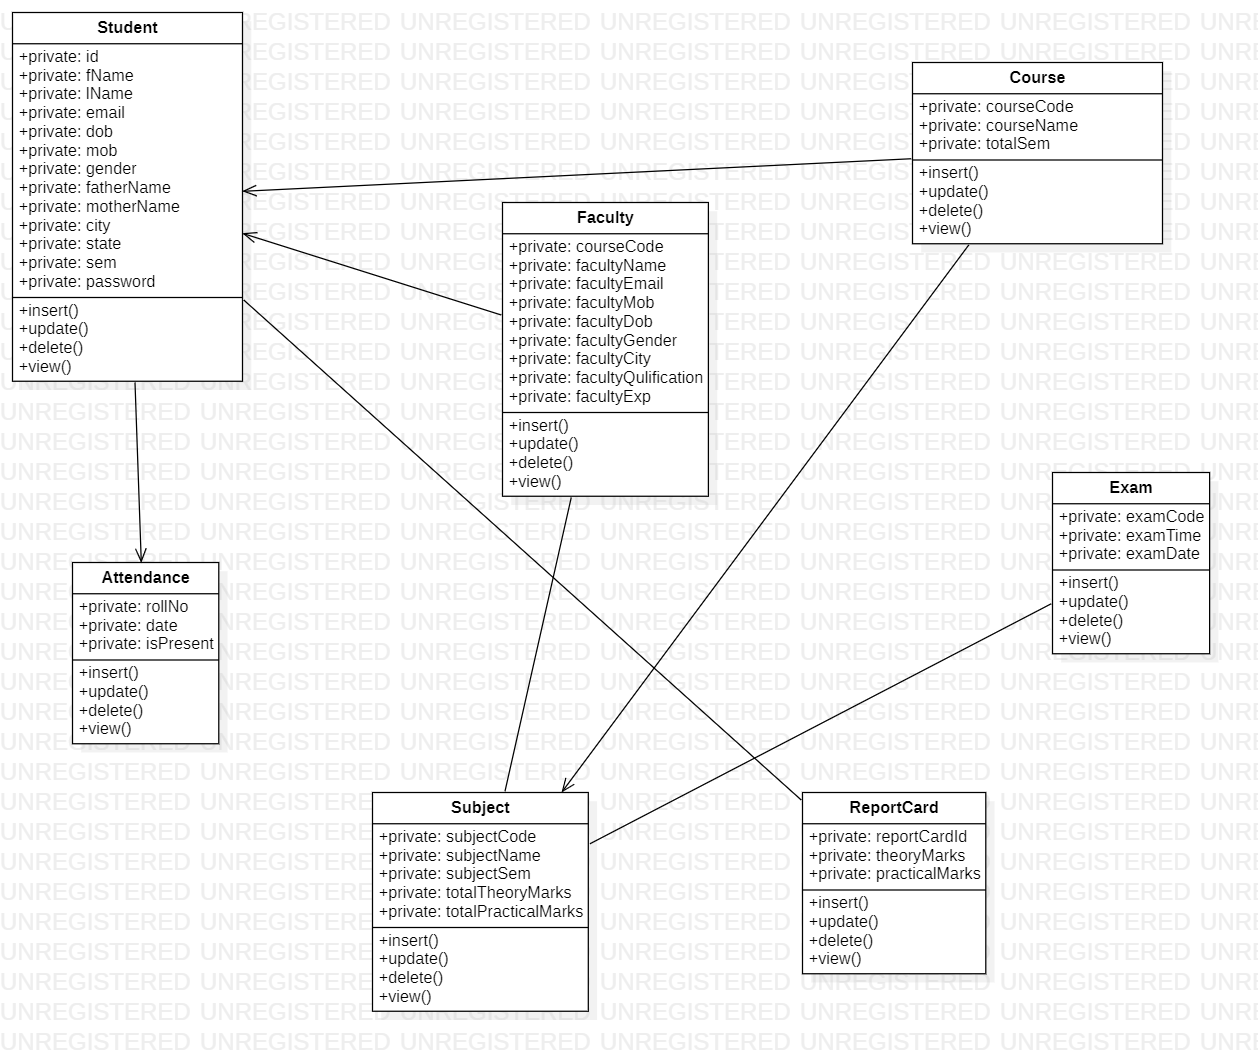 Student
+private: id
+private: fName
+private: lName
+private: email
+private: dob
+private: mob
+private: gender
+private: fatherName
+private: motherName
+private: city
+private: state
+private: sem
+private: password
+insert()
+update()
+delete()
+view()
Course
+private: courseCode
+private: courseName
+private: totalSem
+insert()
+update()
+delete()
+view()
Faculty
+private: courseCode
+private: facultyName
+private: facultyEmail
+private: facultyMob
+private: facultyDob
+private: facultyGender
+private: facultyCity
+private: facultyQulification
+private: facultyExp
+insert()
+update()
+delete()
+view()
Exam
+private: examCode
+private: examTime
+private: examDate
+insert()
+update()
+delete()
+view()
Attendance
+private: rollNo
+private: date
+private: isPresent
+insert()
+update()
+delete()
+view()
Subject
+private: subjectCode
+private: subjectName
+private: subjectSem
+private: totalTheoryMarks
+private: totalPracticalMarks
+insert()
+update()
+delete()
+view()
ReportCard
+private: reportCardId
+private: theoryMarks
+private: practicalMarks
+insert()
+update()
+delete()
+view()
UNREGISTERED